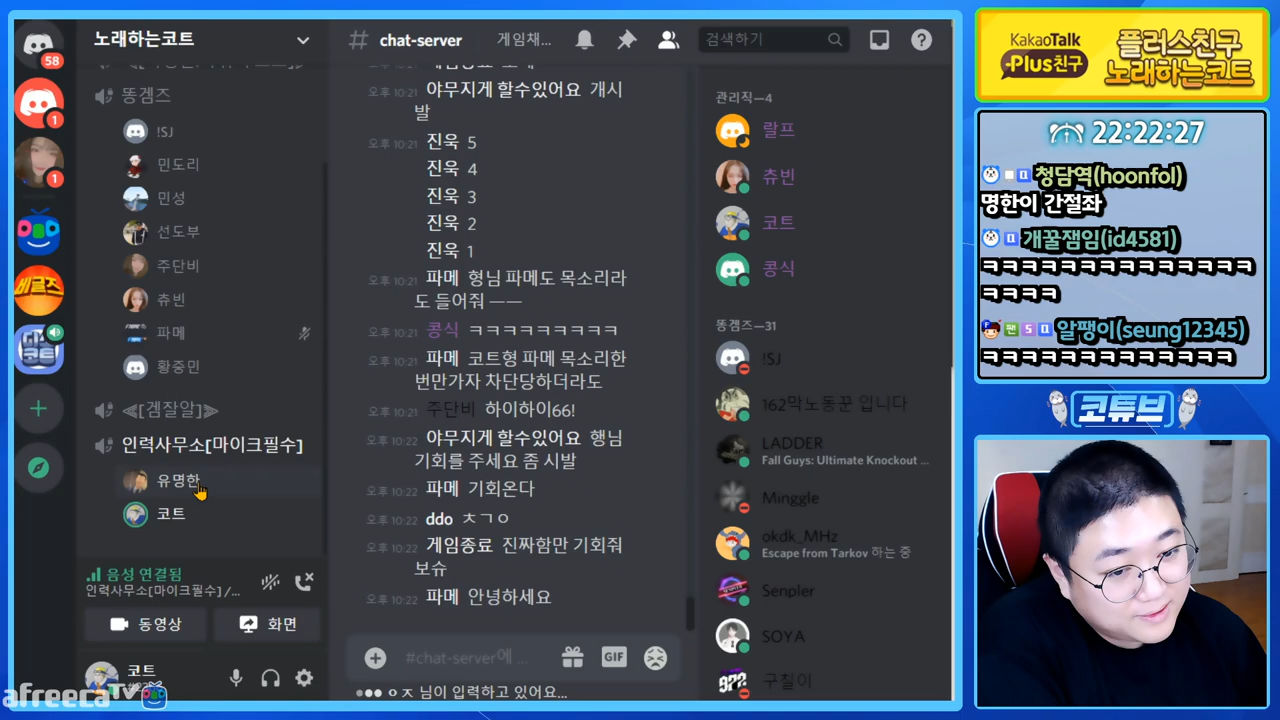 58
1
1
노래하는코트
똥겜즈
!SJ
민도리
민성
선도부
주단비
츄빈
파메
황중민
≪[겜잘알]≫
인력사무소[마이크필수]
유명한
코트
음성 연결됨
인력사무소[마이크필수]/...
동영상
화면
코트
afreecaTV
# chat-server
게임채...
검색하기
오후 10:21 야무지게 할수있어요 개시
발
오후 10:21 진욱 5
진욱 4
진욱 3
진욱 2
진욱 1
오후 10:21 파메 형님 파메도 목소리라
도 들어줘 ㅡㅡ
오후 10:21 콩식 ㅋㅋㅋㅋㅋㅋㅋㅋㅋ
오후 10:21 파메 코트형 파메 목소리한
번만가자 차단당하더라도
오후 10:21 주단비 하이하이66!
오후 10:22 야무지게 할수있어요 행님
기회를 주세요 좀 시발
오후 10:22 파메 기회온다
오후 10:22 ddo ㅊㄱㅇ
오후 10:22 게임종료 진짜함만 기회줘
보슈
오후 10:22 파메 안녕하세요
#chat-server에 ...
GIF
ㅇㅈ 님이 입력하고 있어요...
관리직—4
랄프
츄빈
코트
콩식
똥겜즈—31
!SJ
162막노동꾼 입니다
LADDER
Fall Guys: Ultimate Knockout ...
Minggle
okdk_MHz
Escape from Tarkov 하는 중
Senpler
SOYA
구칠이
KakaoTalk
Plus친구
플러스친구
노래하는코트
22:22:27
청담역(hoonfol)
명한이 간절좌
개꿀잼임(id4581)
ㅋㅋㅋㅋㅋㅋㅋㅋㅋㅋㅋㅋㅋㅋ
ㅋㅋㅋㅋ
팬 S 알팽이(seung12345)
ㅋㅋㅋㅋㅋㅋㅋㅋㅋㅋㅋㅋㅋ
코튜브